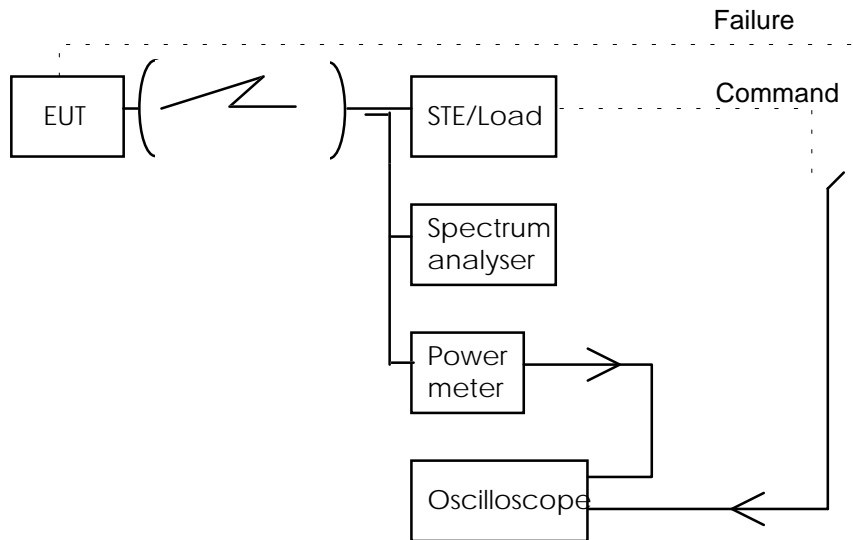 Failure
EUT
STE/Load
Command
Spectrum
analyser
Power
meter
Oscilloscope